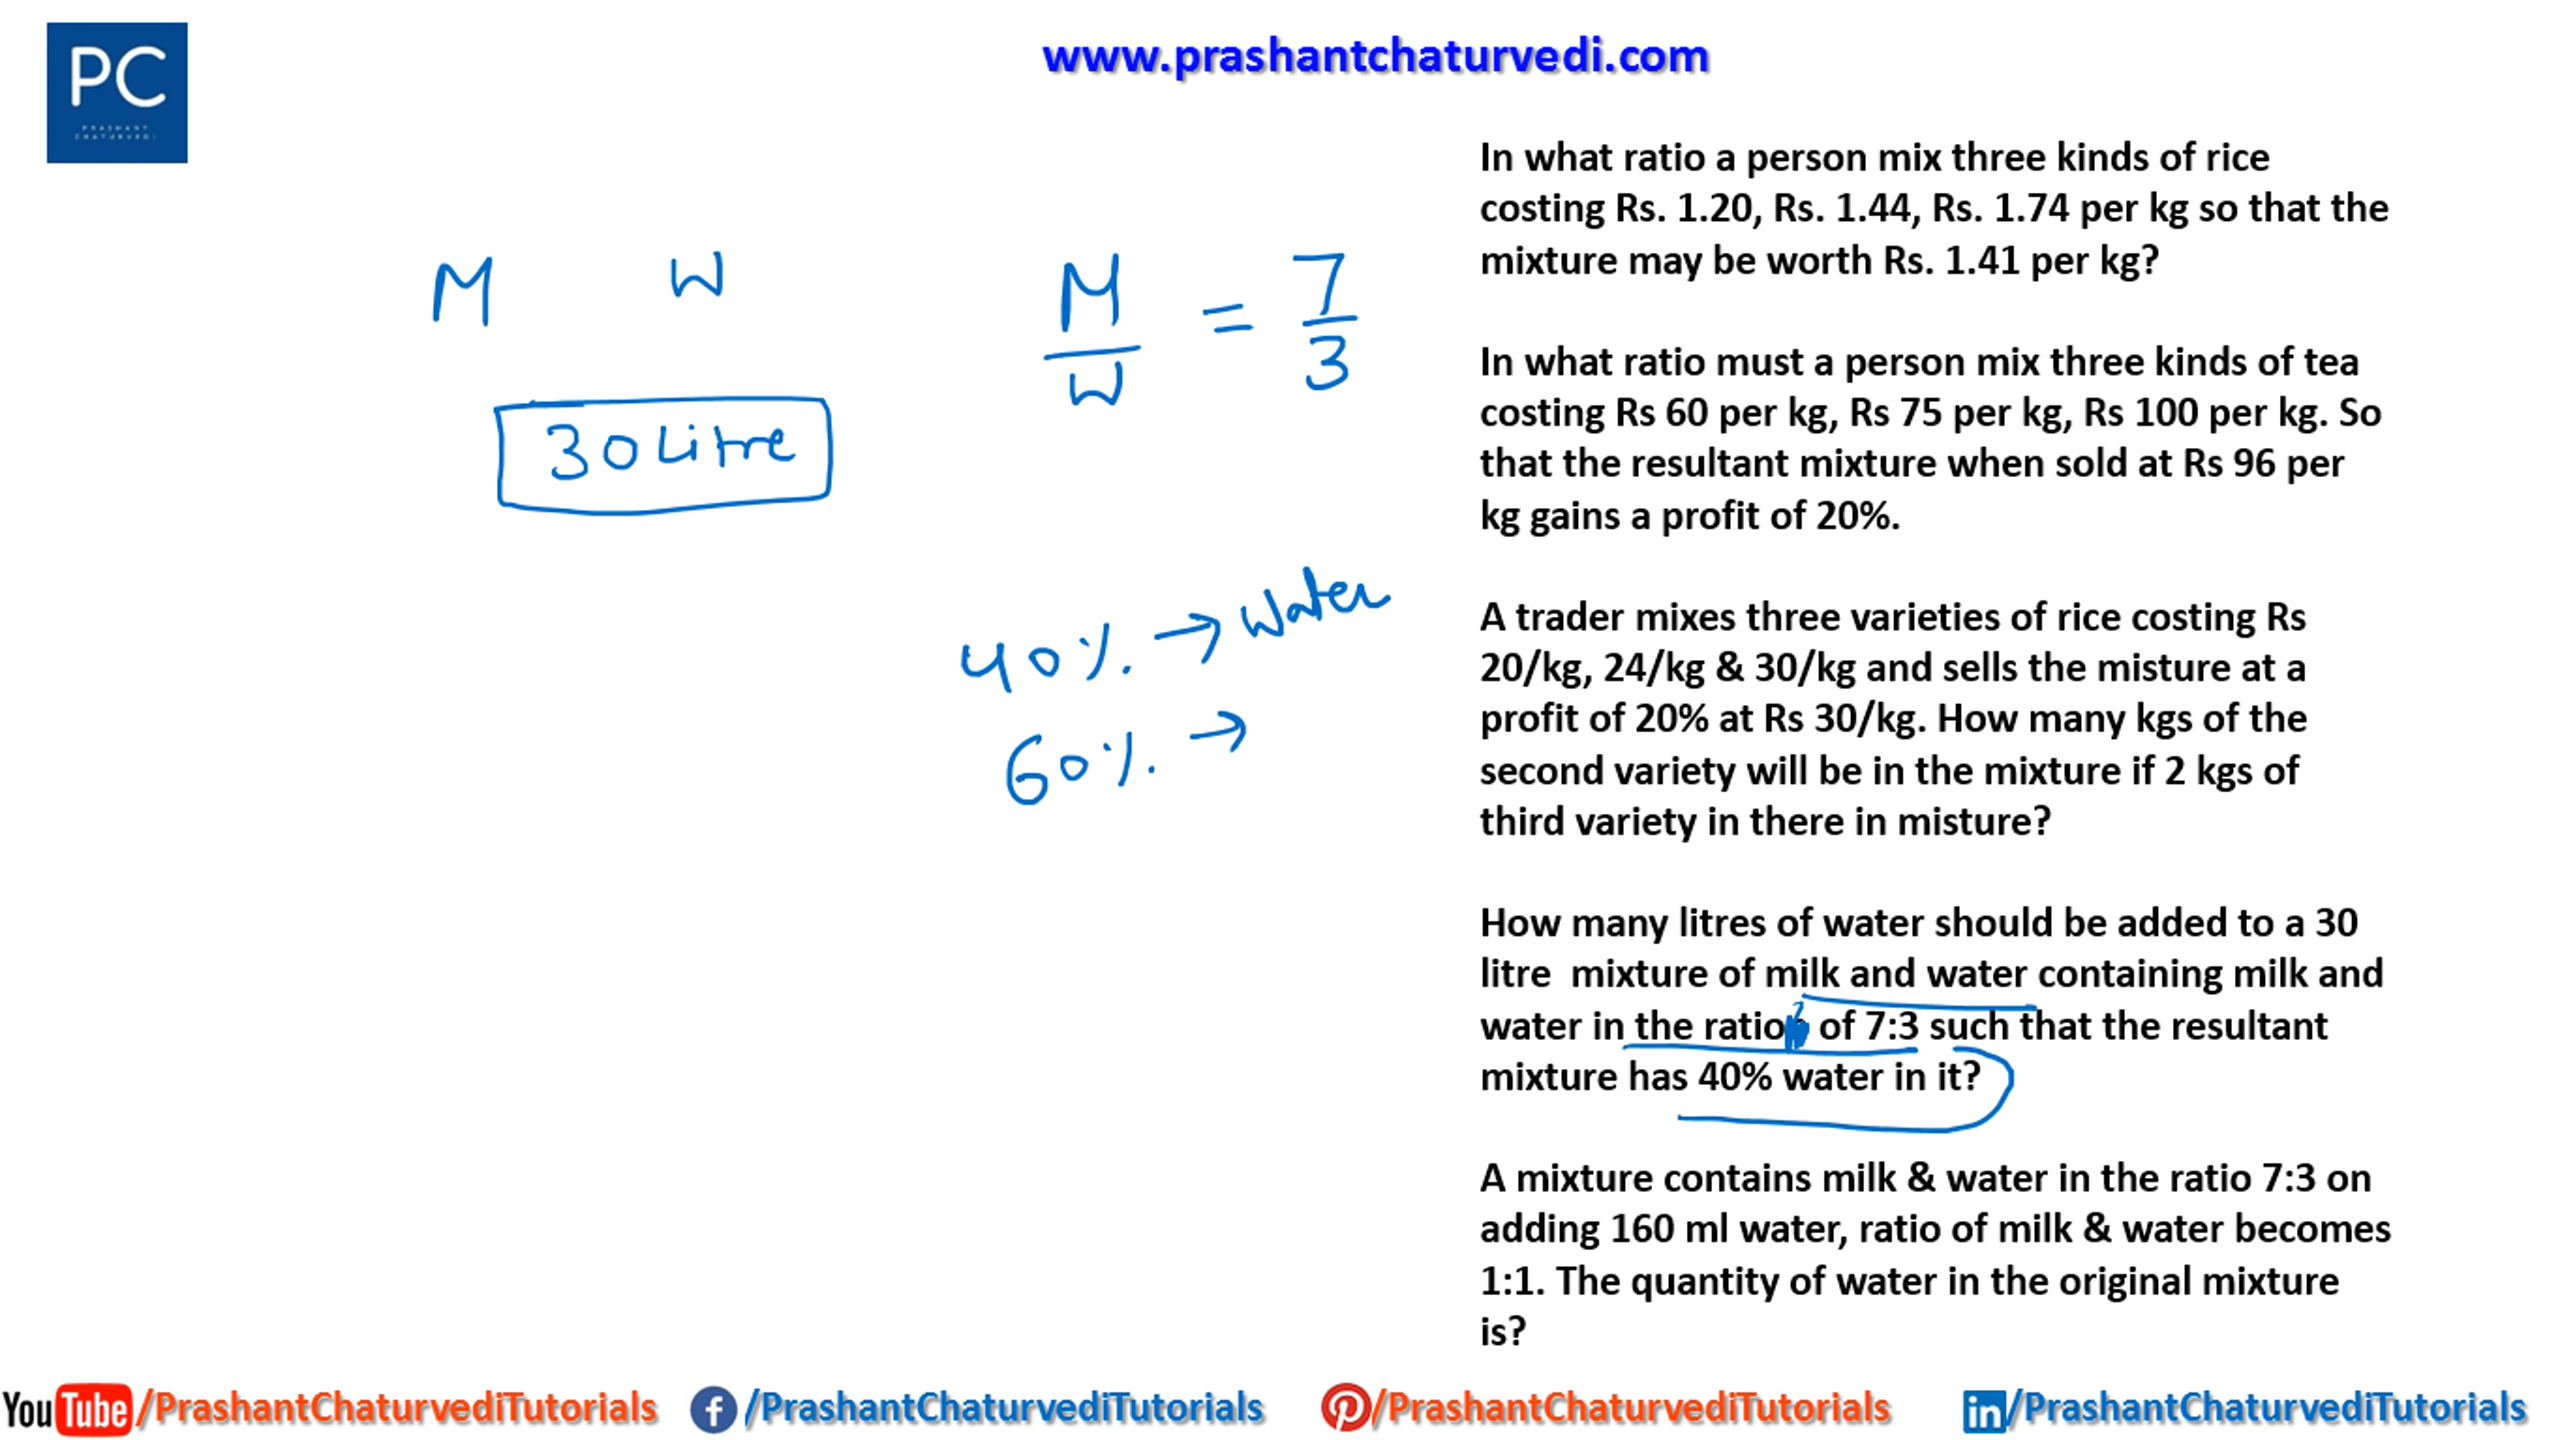 PC
PRASHANT
CHATURVEDI
www.prashantchaturvedi.com
M W
30 Litre
M/W = 7/3
40% → Water
60% →
In what ratio a person mix three kinds of rice
costing Rs. 1.20, Rs. 1.44, Rs. 1.74 per kg so that the
mixture may be worth Rs. 1.41 per kg?
In what ratio must a person mix three kinds of tea
costing Rs 60 per kg, Rs 75 per kg, Rs 100 per kg. So
that the resultant mixture when sold at Rs 96 per
kg gains a profit of 20%.
A trader mixes three varieties of rice costing Rs
20/kg, 24/kg & 30/kg and sells the misture at a
profit of 20% at Rs 30/kg. How many kgs of the
second variety will be in the mixture if 2 kgs of
third variety in there in misture?
How many litres of water should be added to a 30
litre mixture of milk and water containing milk and
water in the ratio of 7:3 such that the resultant
mixture has 40% water in it?
A mixture contains milk & water in the ratio 7:3 on
adding 160 ml water, ratio of milk & water becomes
1:1. The quantity of water in the original mixture
is?
YouTube/PrashantChaturvediTutorials f/PrashantChaturvediTutorials /PrashantChaturvediTutorials in/PrashantChaturvediTutorials